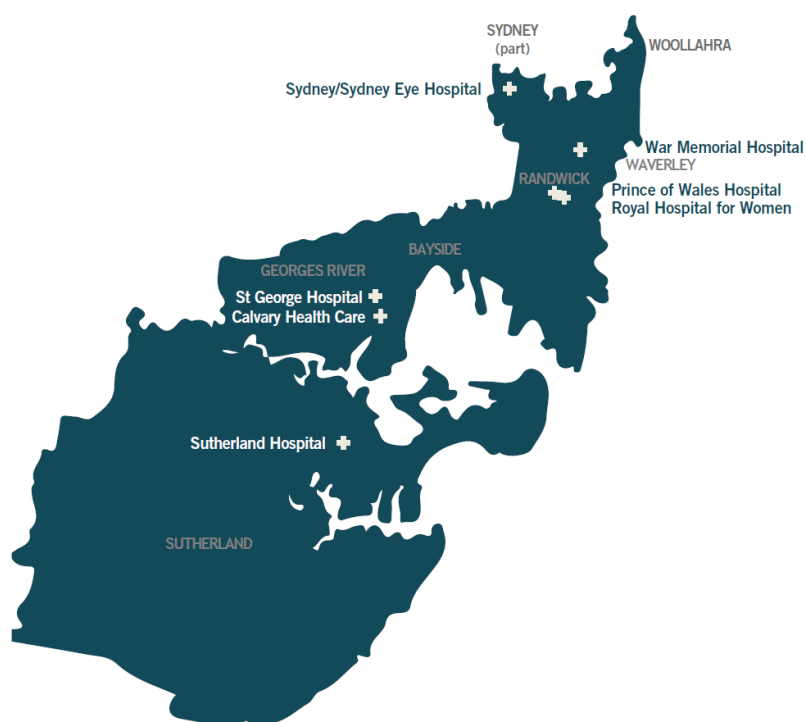 SYDNEY
(part)
WOOLLAHRA
Sydney/Sydney Eye Hospital
War Memorial Hospital
WAVERLEY
RANDWICK
Prince of Wales Hospital
Royal Hospital for Women
BAYSIDE
GEORGES RIVER
St George Hospital
Calvary Health Care
Sutherland Hospital
SUTHERLAND